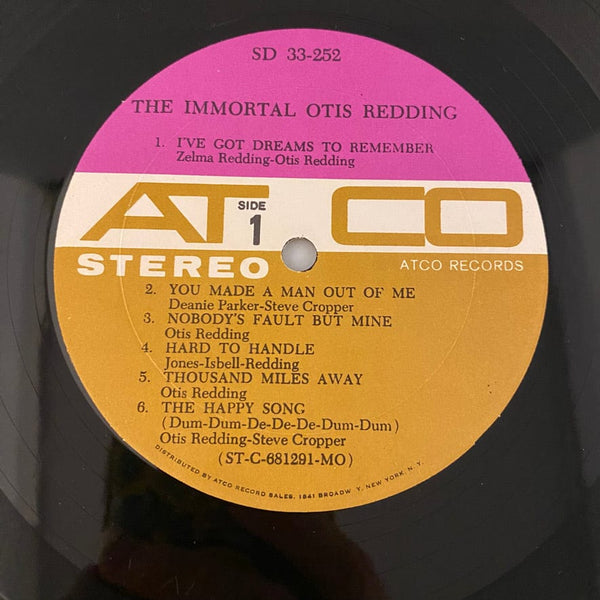 SD 33-252
THE IMMORTAL OTIS REDDING
1. I'VE GOT DREAMS TO REMEMBER
Zelma Redding-Otis Redding
ATCO
SIDE
1
STEREO
ATCO RECORDS
2. YOU MADE A MAN OUT OF ME
Deanie Parker-Steve Cropper
3. NOBODY'S FAULT BUT MINE
Otis Redding
4. HARD TO HANDLE
Jones-Isbell-Redding
5. THOUSAND MILES AWAY
Otis Redding
6. THE HAPPY SONG
(Dum-Dum-De-De-De-Dum-Dum)
Otis Redding-Steve Cropper
(ST-C-681291-MO)
DISTRIBUTED BY ATCO RECORD SALES, 1841 BROADW Y, NEW YORK, N. Y.